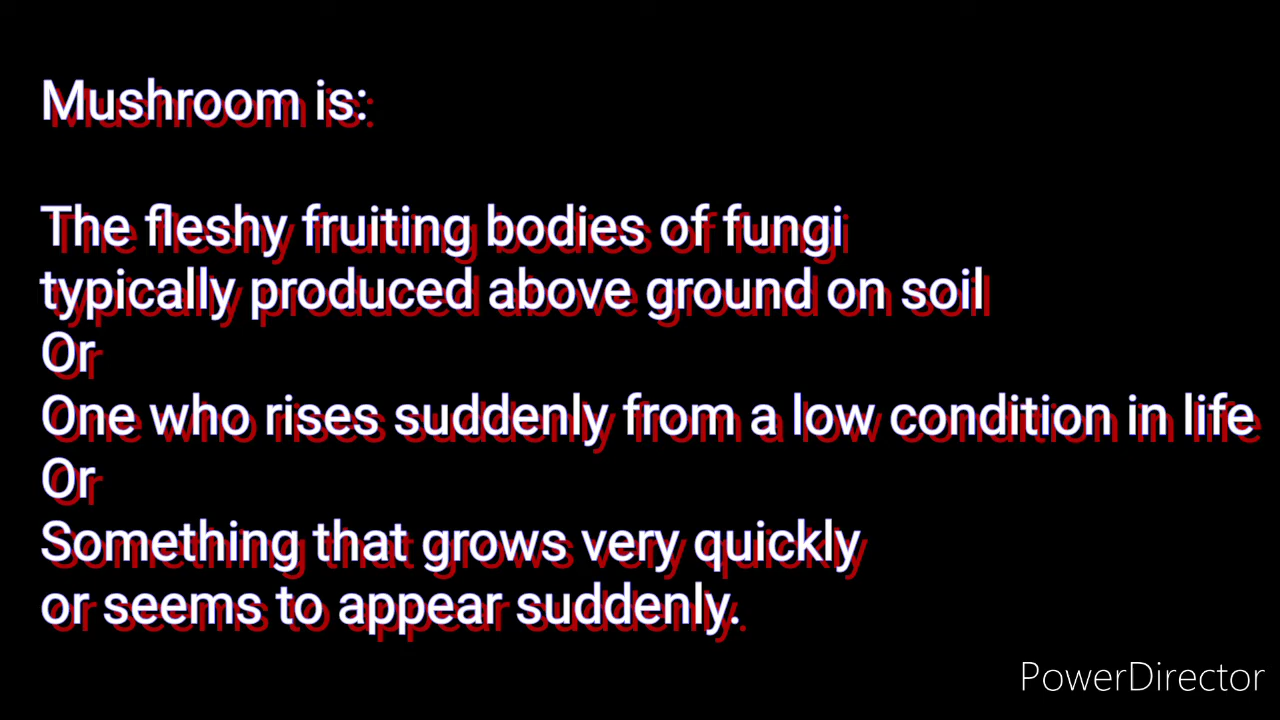 Mushroom is:
The fleshy fruiting bodies of fungi
typically produced above ground on soil
Or
One who rises suddenly from a low condition in life
Or
Something that grows very quickly
or seems to appear suddenly.
PowerDirector